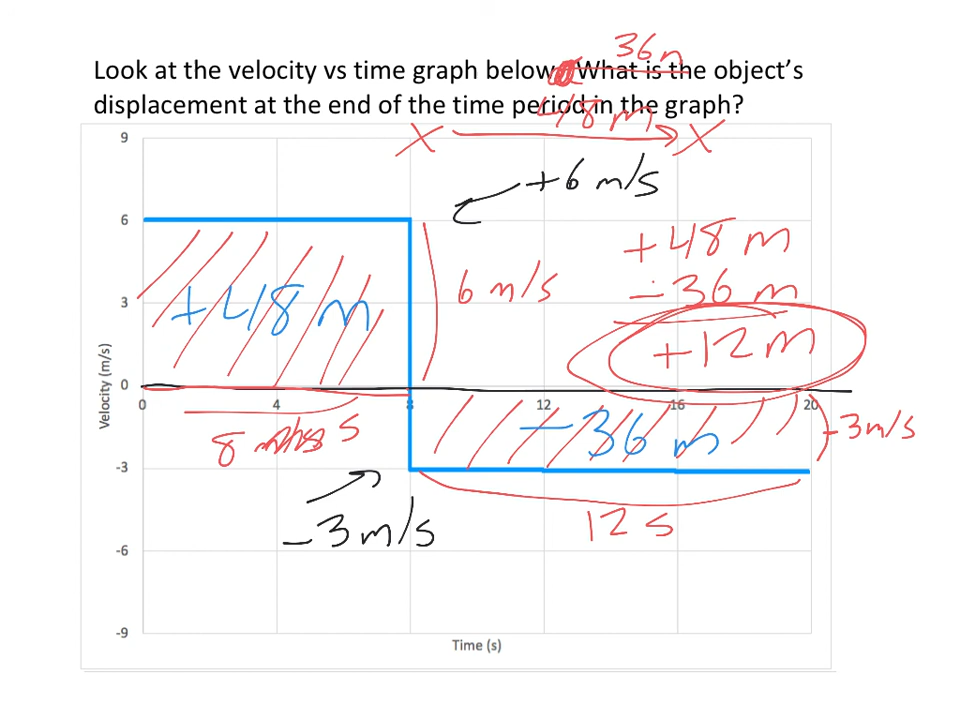 36m
Look at the velocity vs time graph below. What is the object's
displacement at the end of the time period in the graph?
48 m
X X
9
+6 m/s
6
+48 m
6 m/s
-36 m
+48 m
3
+12 m
Velocity (m/s)
0
0 4 8 12 16 20
-36 m
-3m/s
8 s
-3
12 s
-3 m/s
-6
-9
Time (s)